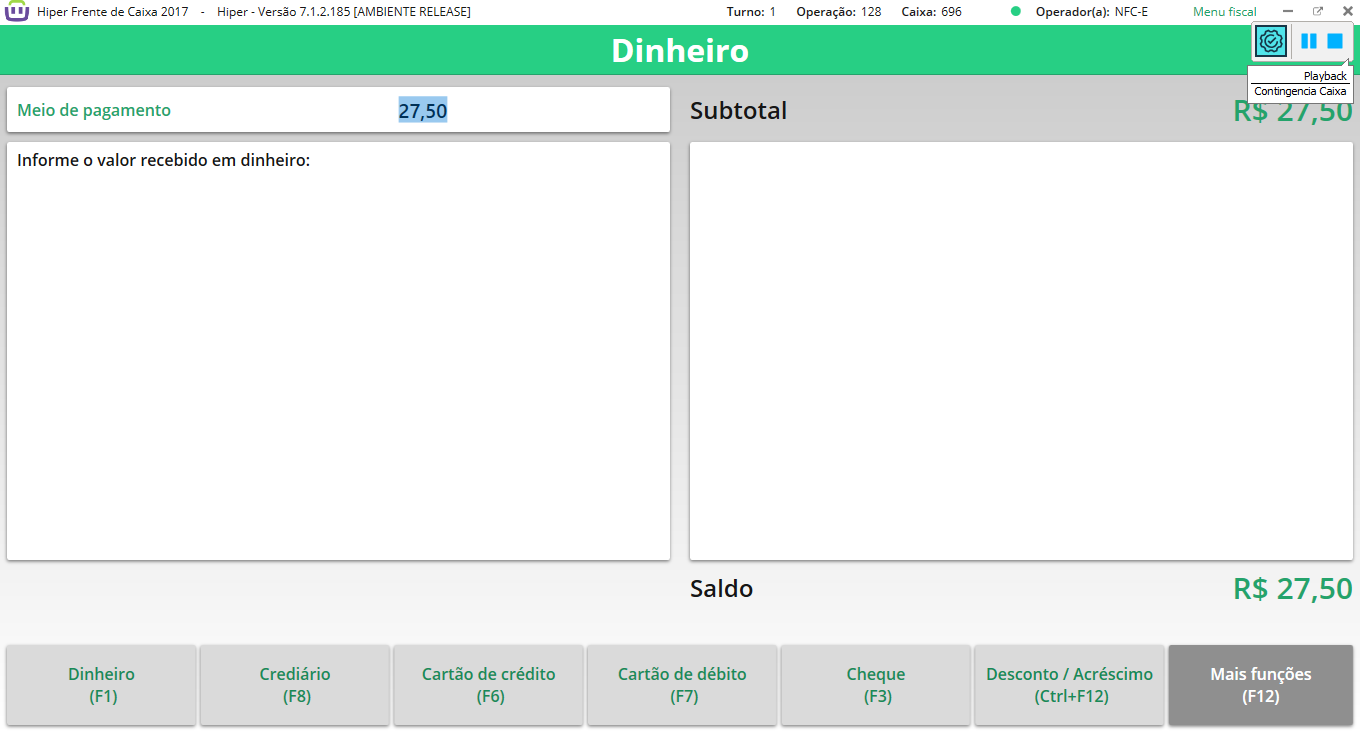 Hiper Frente de Caixa 2017 - Hiper - Versão 7.1.2.185 [AMBIENTE RELEASE] Turno: 1 Operação: 128 Caixa: 696 Operador(a): NFC-E Menu fiscal
Dinheiro
Playback
Contingencia Caixa
Meio de pagamento 27,50
Subtotal R$ 27,50
Informe o valor recebido em dinheiro:
Saldo R$ 27,50
Dinheiro
(F1)
Crediário
(F8)
Cartão de crédito
(F6)
Cartão de débito
(F7)
Cheque
(F3)
Desconto / Acréscimo
(Ctrl+F12)
Mais funções
(F12)